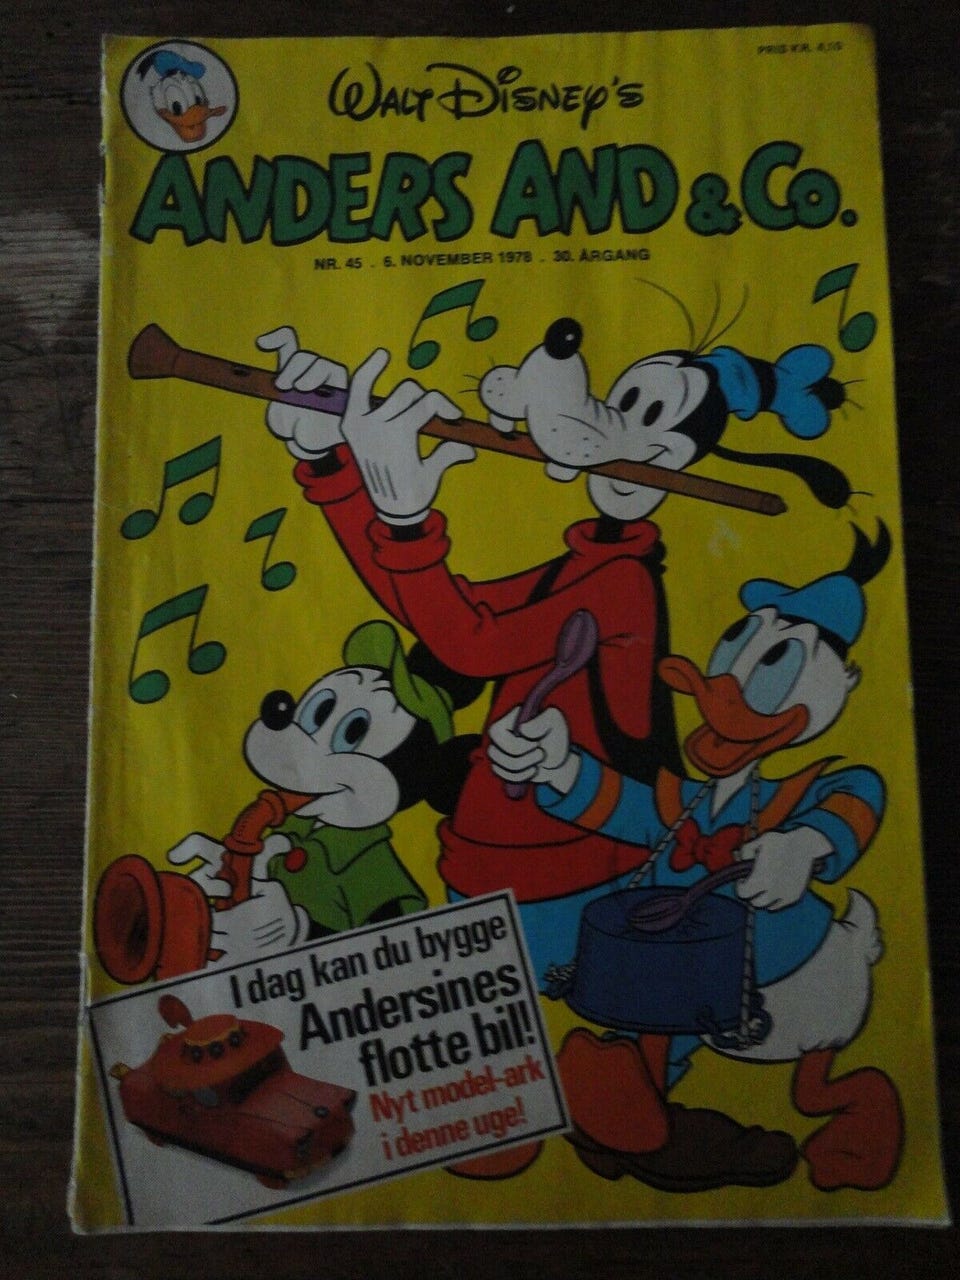 PRIS KR. 4,10
WALT DISNEY'S
ANDERS AND & Co.
NR. 45 . 6. NOVEMBER 1978 . 30. ÅRGANG
I dag kan du bygge
Andersines
flotte bil!
Nyt model-ark
i denne uge!